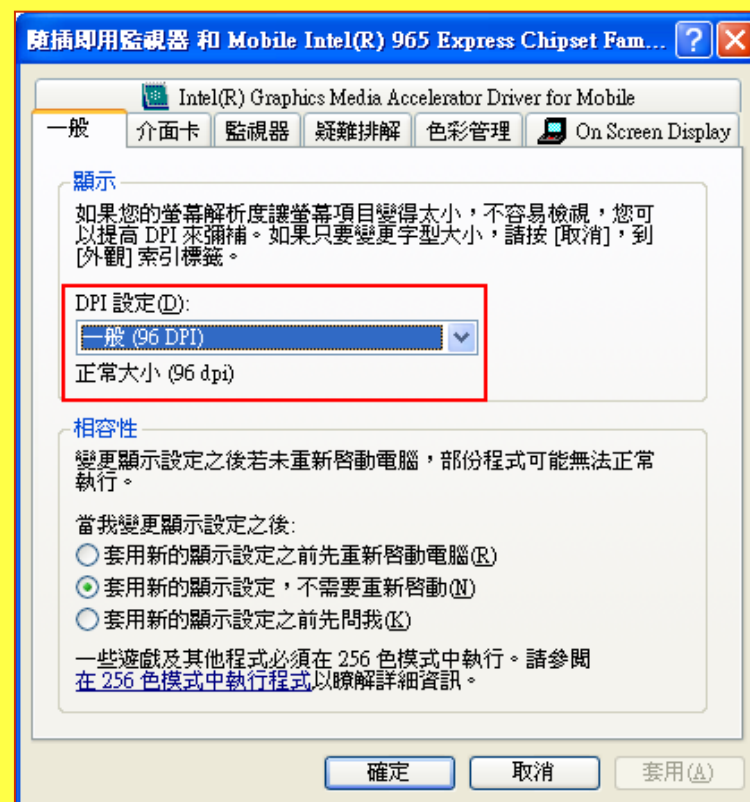 隨插即用監視器 和 Mobile Intel(R) 965 Express Chipset Fam...
Intel(R) Graphics Media Accelerator Driver for Mobile
一般 介面卡 監視器 疑難排解 色彩管理 On Screen Display
顯示
如果您的螢幕解析度讓螢幕項目變得太小，不容易檢視，您可
以提高 DPI 來彌補。如果只要變更字型大小，請按 [取消]，到
[外觀] 索引標籤。
DPI 設定(D):
一般 (96 DPI)
正常大小 (96 dpi)
相容性
變更顯示設定之後若未重新啓動電腦，部份程式可能無法正常
執行。
當我變更顯示設定之後:
套用新的顯示設定之前先重新啓動電腦(R)
套用新的顯示設定，不需要重新啓動(N)
套用新的顯示設定之前先問我(K)
一些遊戲及其他程式必須在 256 色模式中執行。請參閱
在 256 色模式中執行程式以瞭解詳細資訊。
確定 取消 套用(A)